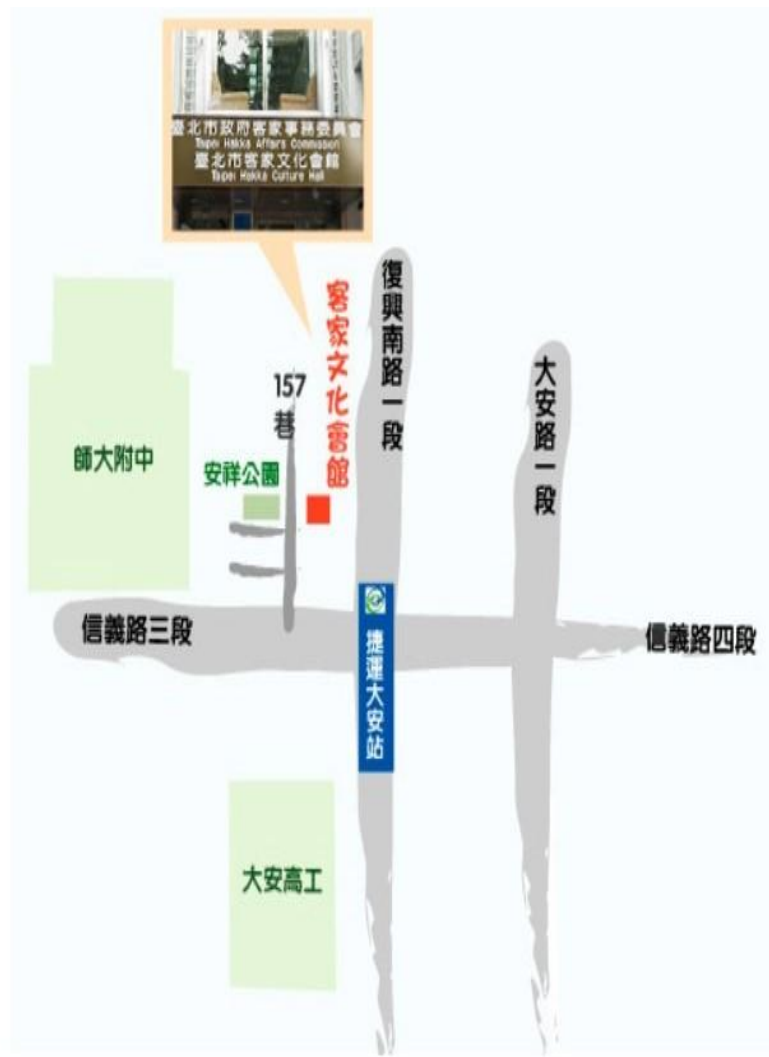 臺北市政府客家事務委員會
Taipei Hakka Affairs Commission
臺北市客家文化會館
Taipei Hakka Culture Hall
復興南路一段
客家文化會館
大安路一段
157
巷
師大附中
安祥公園
信義路三段
信義路四段
捷運大安站
大安高工